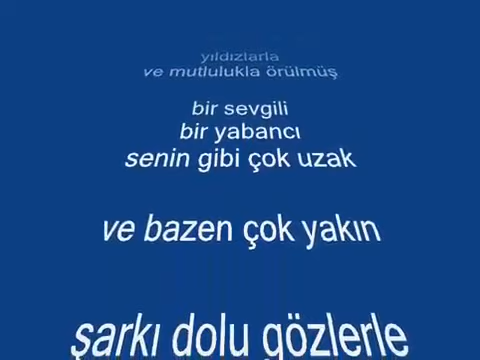 yıldızlarla
ve mutlulukla örülmüş
bir sevgili
bir yabancı
senin gibi çok uzak
ve bazen çok yakın
şarkı dolu gözlerle